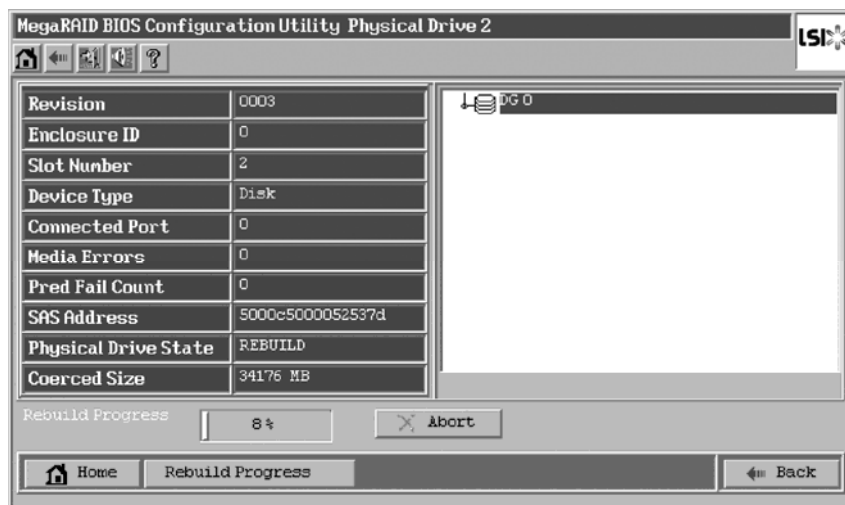 MegaRAID BIOS Configuration Utility Physical Drive 2
LSI
Revision 0003
Enclosure ID 0
Slot Number 2
Device Type Disk
Connected Port 0
Media Errors 0
Pred Fail Count 0
SAS Address 5000c5000052537d
Physical Drive State REBUILD
Coerced Size 34176 MB
DG 0
Rebuild Progress 8% Abort
Home Rebuild Progress Back